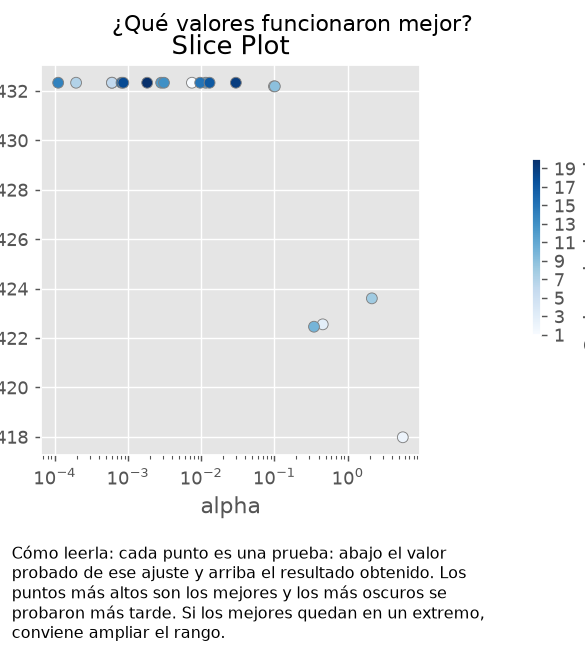 ¿Qué valores funcionaron mejor?
Slice Plot
432
430
428
426
424
422
420
418
10⁻⁴ 10⁻³ 10⁻² 10⁻¹ 10⁰
alpha
19
17
15
13
11
9
7
5
3
1
Cómo leerla: cada punto es una prueba: abajo el valor
probado de ese ajuste y arriba el resultado obtenido. Los
puntos más altos son los mejores y los más oscuros se
probaron más tarde. Si los mejores quedan en un extremo,
conviene ampliar el rango.